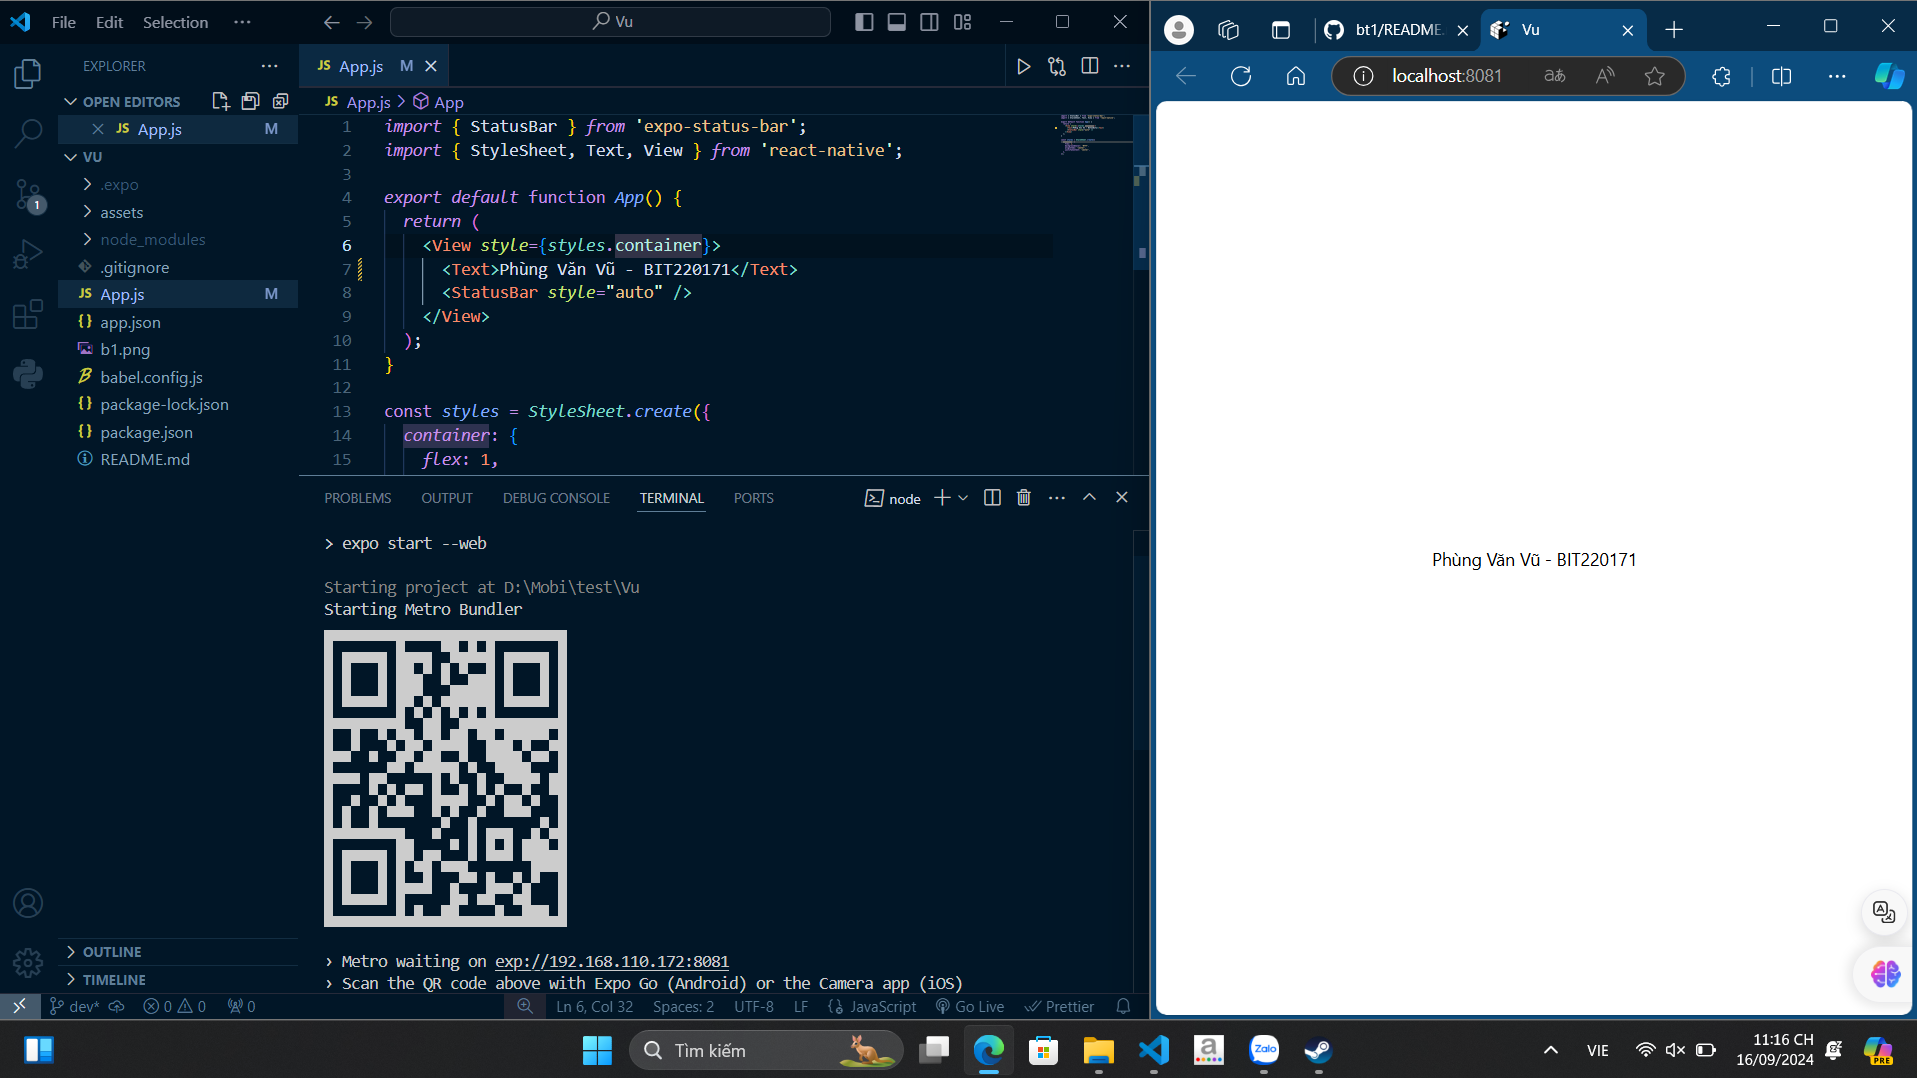 File Edit Selection ···
Vu
EXPLORER
OPEN EDITORS
JS App.js M
VU
.expo
assets
node_modules
.gitignore
JS App.js M
{} app.json
b1.png
babel.config.js
{} package-lock.json
{} package.json
README.md
OUTLINE
TIMELINE
1
JS App.js M
JS App.js > App
1 import { StatusBar } from 'expo-status-bar';
2 import { StyleSheet, Text, View } from 'react-native';
3
4 export default function App() {
5 return (
6 <View style={styles.container}>
7 <Text>Phùng Văn Vũ - BIT220171</Text>
8 <StatusBar style="auto" />
9 </View>
10 );
11 }
12
13 const styles = StyleSheet.create({
14 container: {
15 flex: 1,
PROBLEMS OUTPUT DEBUG CONSOLE TERMINAL PORTS
node
> expo start --web
Starting project at D:\Mobi\test\Vu
Starting Metro Bundler
› Metro waiting on exp://192.168.110.172:8081
› Scan the QR code above with Expo Go (Android) or the Camera app (iOS)
dev* 0 0 0 Ln 6, Col 32 Spaces: 2 UTF-8 LF {} JavaScript Go Live Prettier
bt1/README. Vu
localhost:8081 aあ A
Phùng Văn Vũ - BIT220171
Tìm kiếm
a
Zalo
VIE
11:16 CH
16/09/2024
PRE